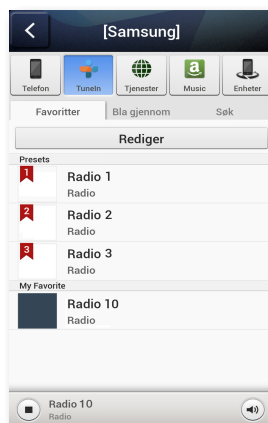 [Samsung]
Telefon
TuneIn
Tjenester
Music
Enheter
Favoritter
Bla gjennom
Søk
Rediger
Presets
1
Radio 1
Radio
2
Radio 2
Radio
3
Radio 3
Radio
My Favorite
Radio 10
Radio
Radio 10
Radio